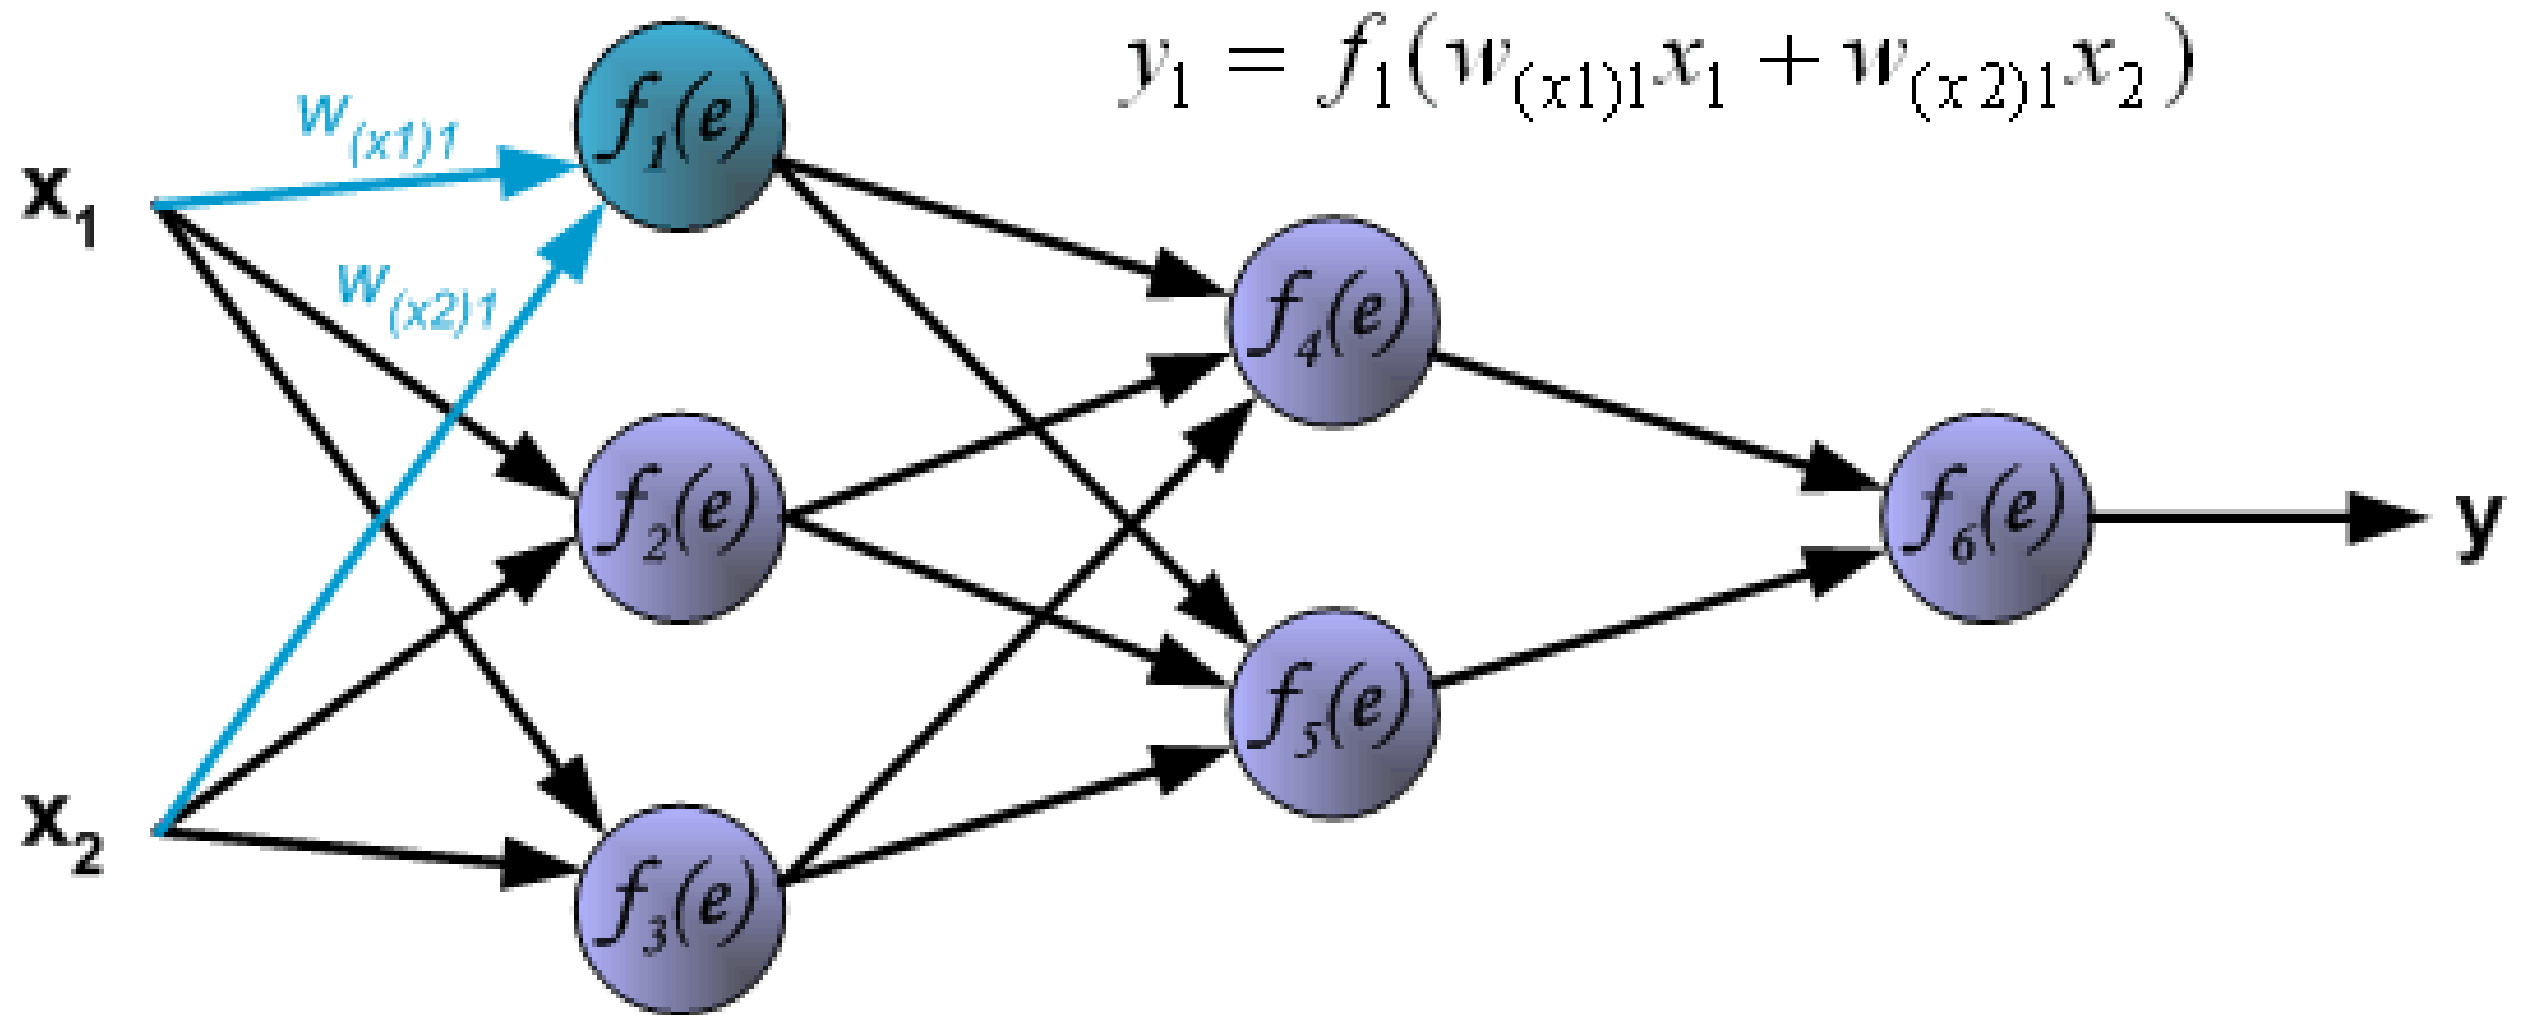 y₁ = f₁(w₍ₓ₁₎₁x₁ + w₍ₓ₂₎₁x₂)
w(x1)1
x₁
w(x2)1
f₁(e)
f₂(e)
f₃(e)
f₄(e)
f₅(e)
f₆(e)
y
x₂